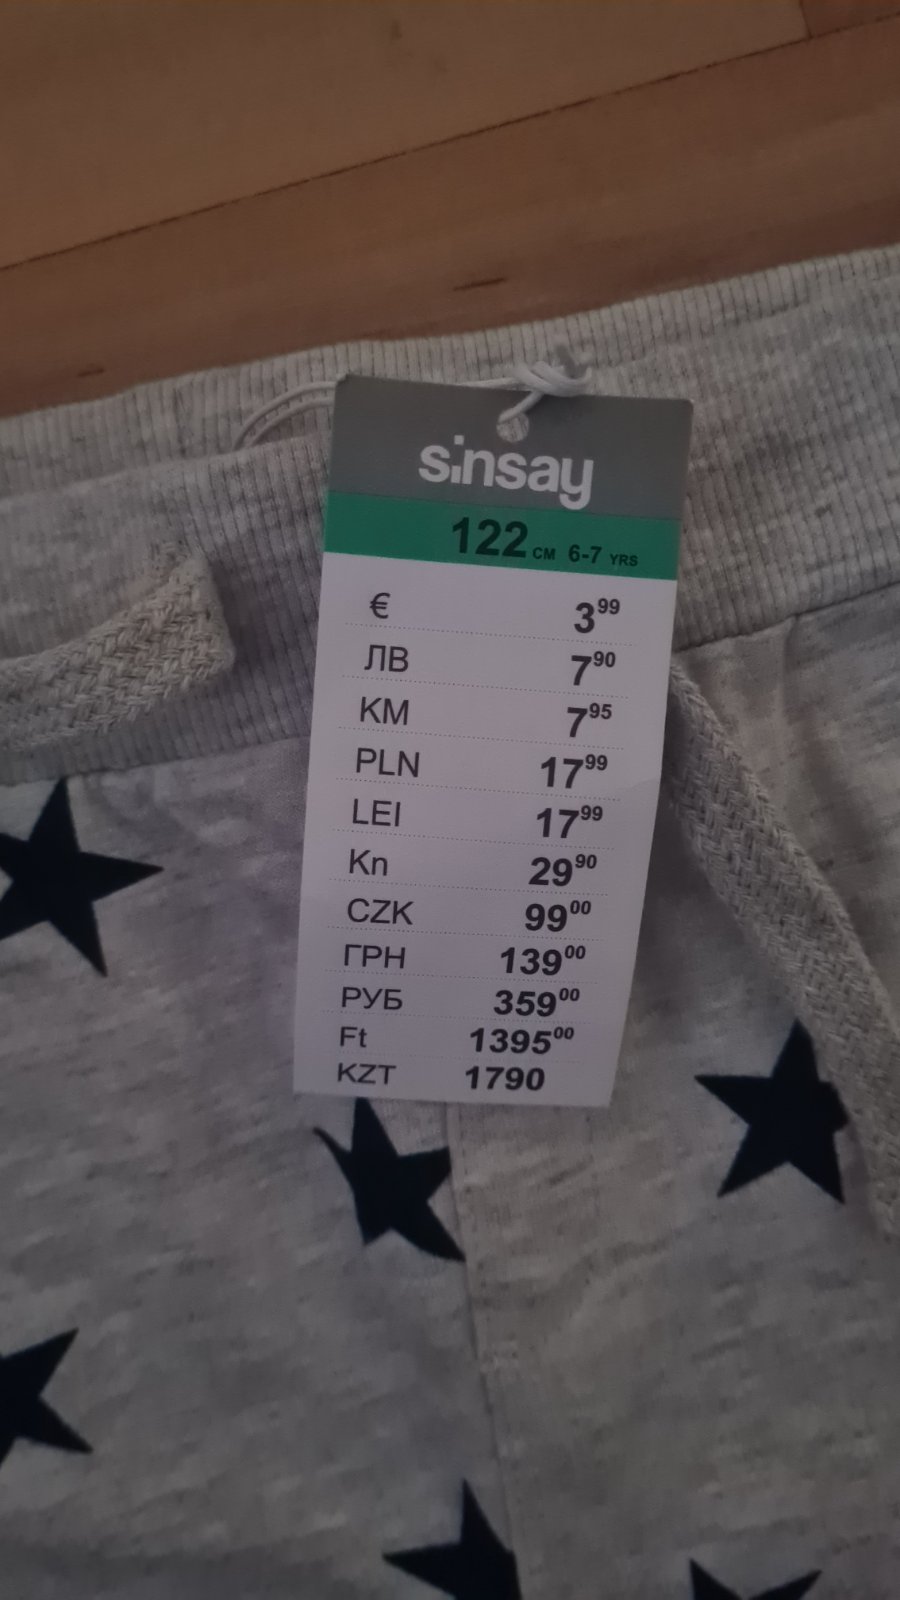 sinsay
122 CM 6-7 YRS
€ 3 99
ЛВ 7 90
KM 7 95
PLN 17 99
LEI 17 99
Kn 29 90
CZK 99 00
ГРН 139 00
РУБ 359 00
Ft 1395 00
KZT 1790